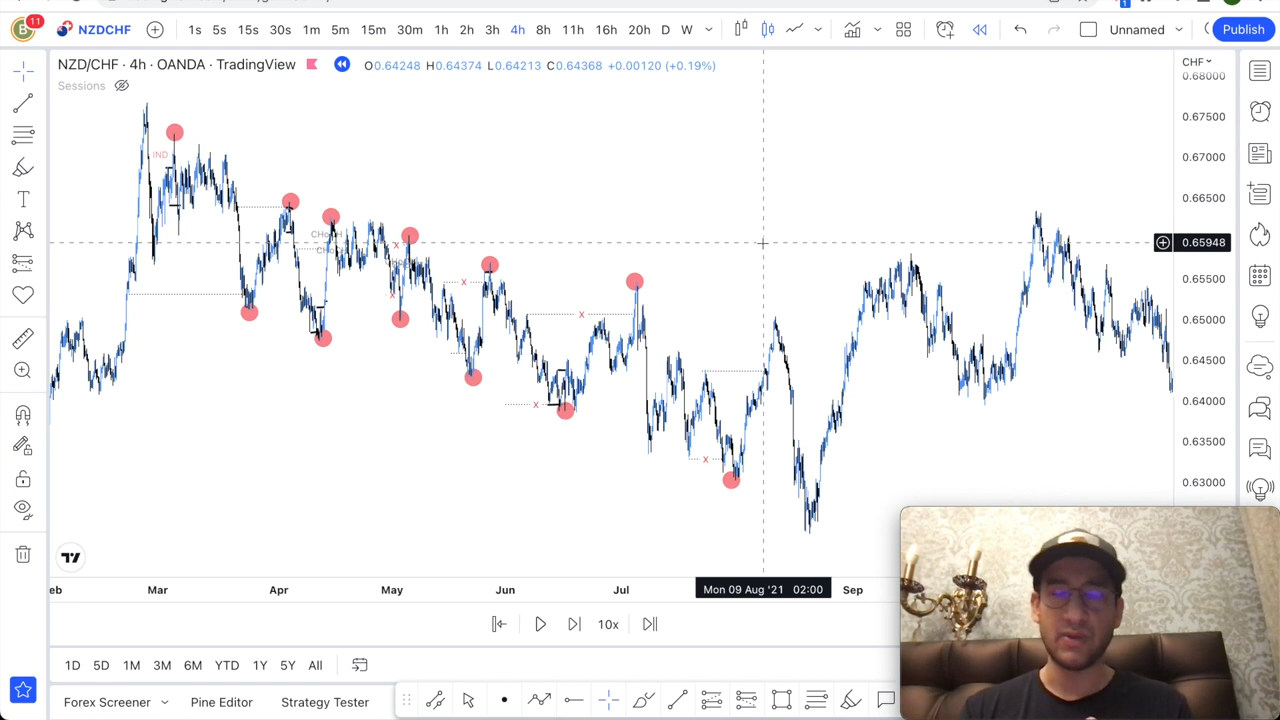 11
1
B
NZDCHF
1s 5s 15s 30s 1m 5m 15m 30m 1h 2h 3h 4h 8h 11h 16h 20h D W
Unnamed
Publish
NZD/CHF · 4h · OANDA · TradingView
O0.64248 H0.64374 L0.64213 C0.64368 +0.00120 (+0.19%)
CHF
Sessions
0.68000
0.67500
0.67000
0.66500
0.65948
0.65500
0.65000
0.64500
0.64000
0.63500
0.63000
IND
X
X
X
X
X
X
eb Mar Apr May Jun Jul Mon 09 Aug '21 02:00 Sep
10x
1D 5D 1M 3M 6M YTD 1Y 5Y All
Forex Screener Pine Editor Strategy Tester